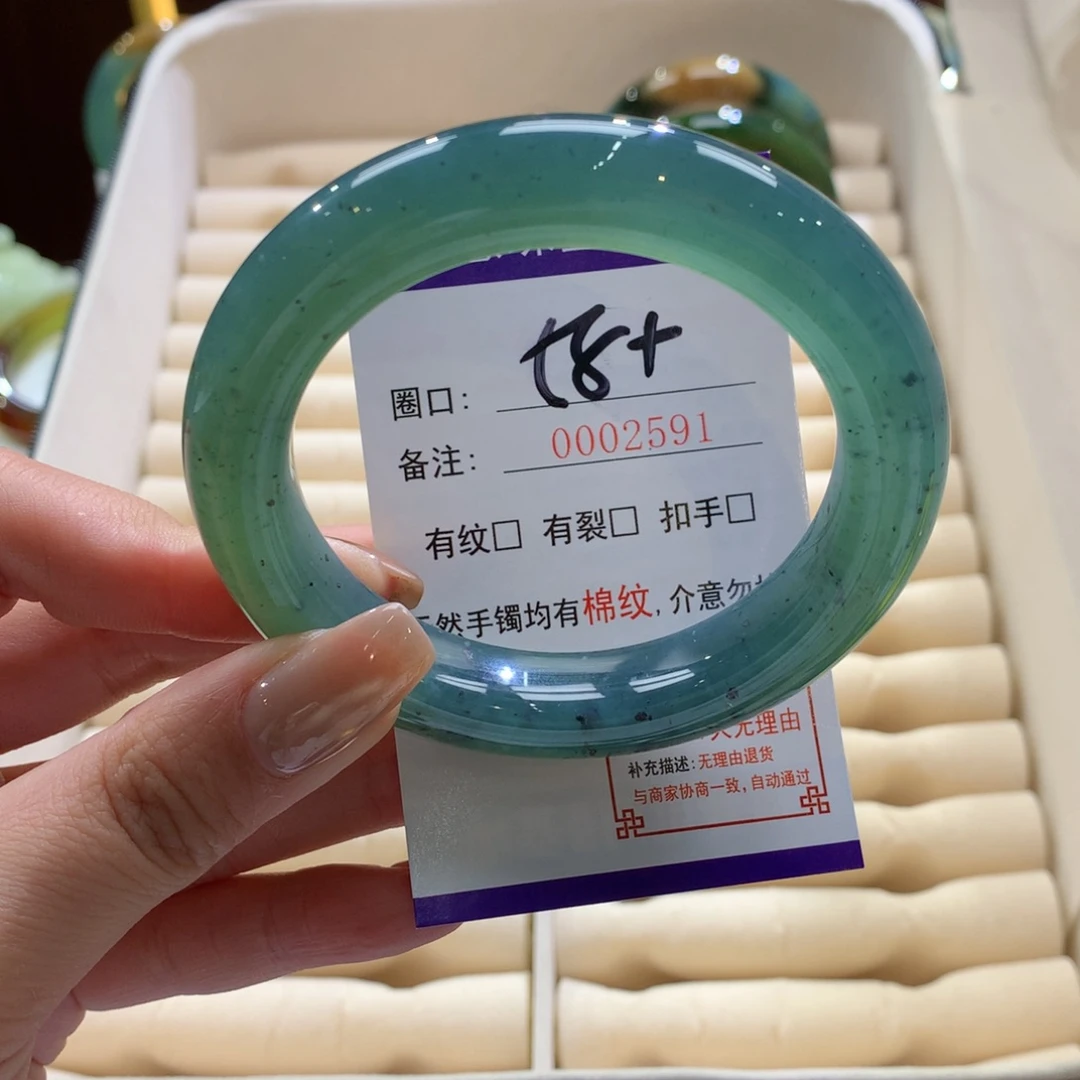 圈口: 58+
备注: 0002591
有纹□ 有裂□ 扣手□
然手镯均有棉纹, 介意勿
无理由
补充描述:无理由退货
与商家协商一致, 自动通过